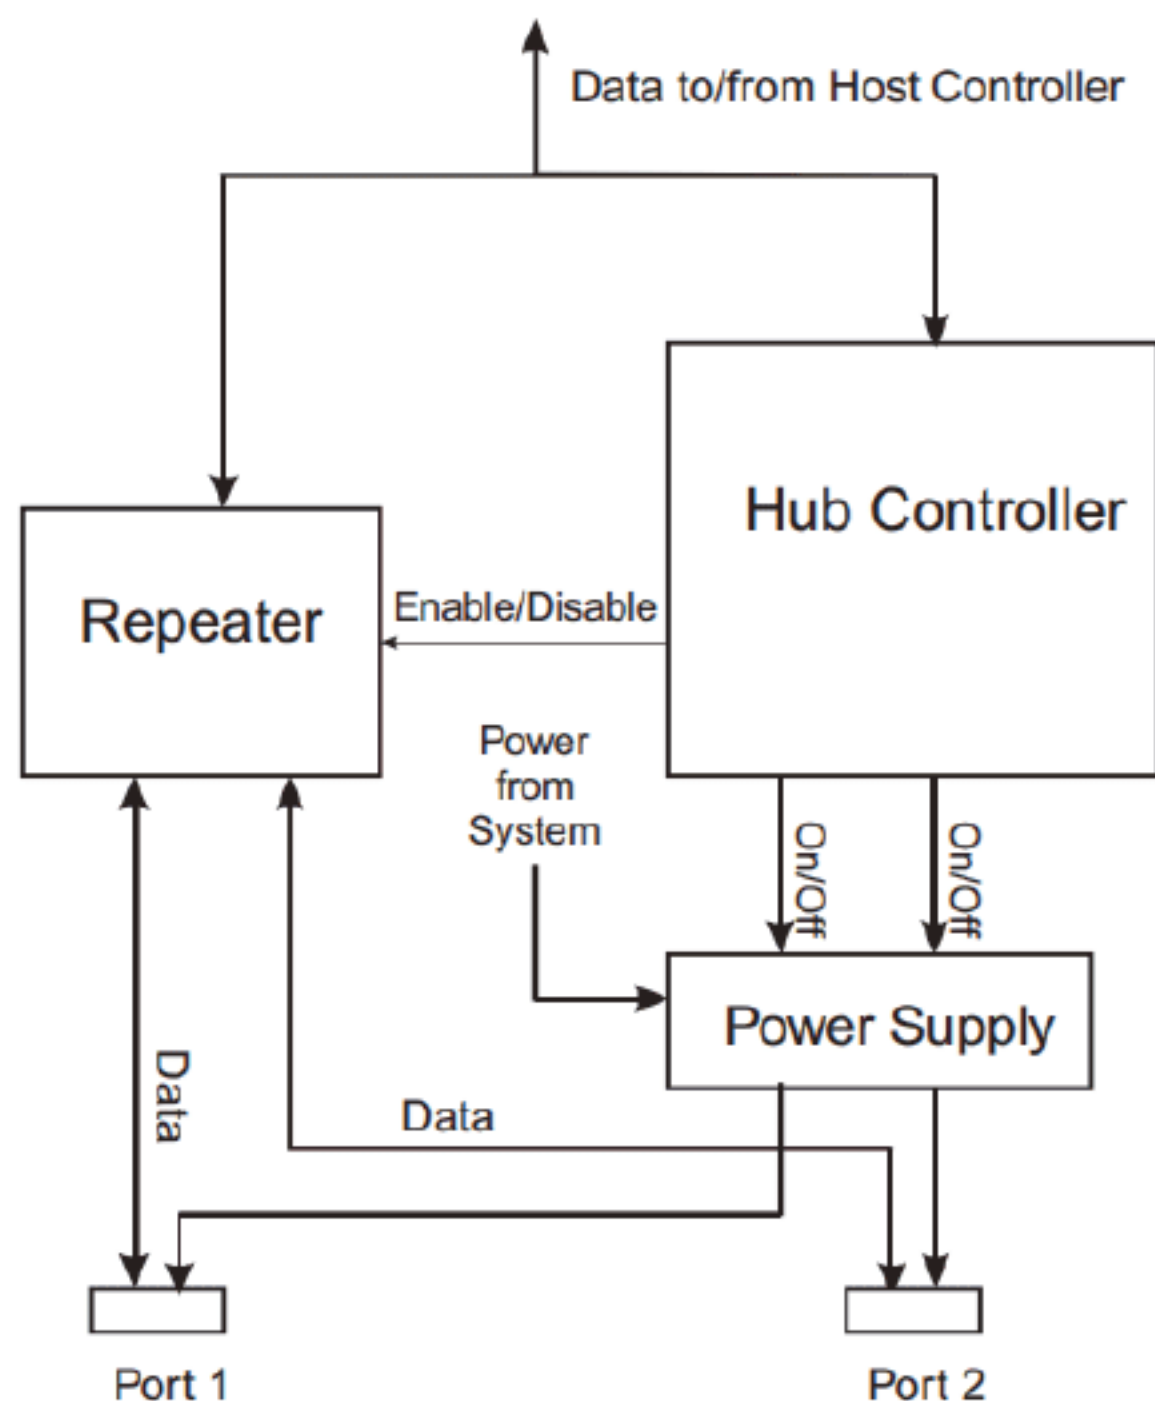 Data to/from Host Controller
Hub Controller
Repeater
Enable/Disable
Power
from
System
On/Off
On/Off
Power Supply
Data
Data
Port 1
Port 2